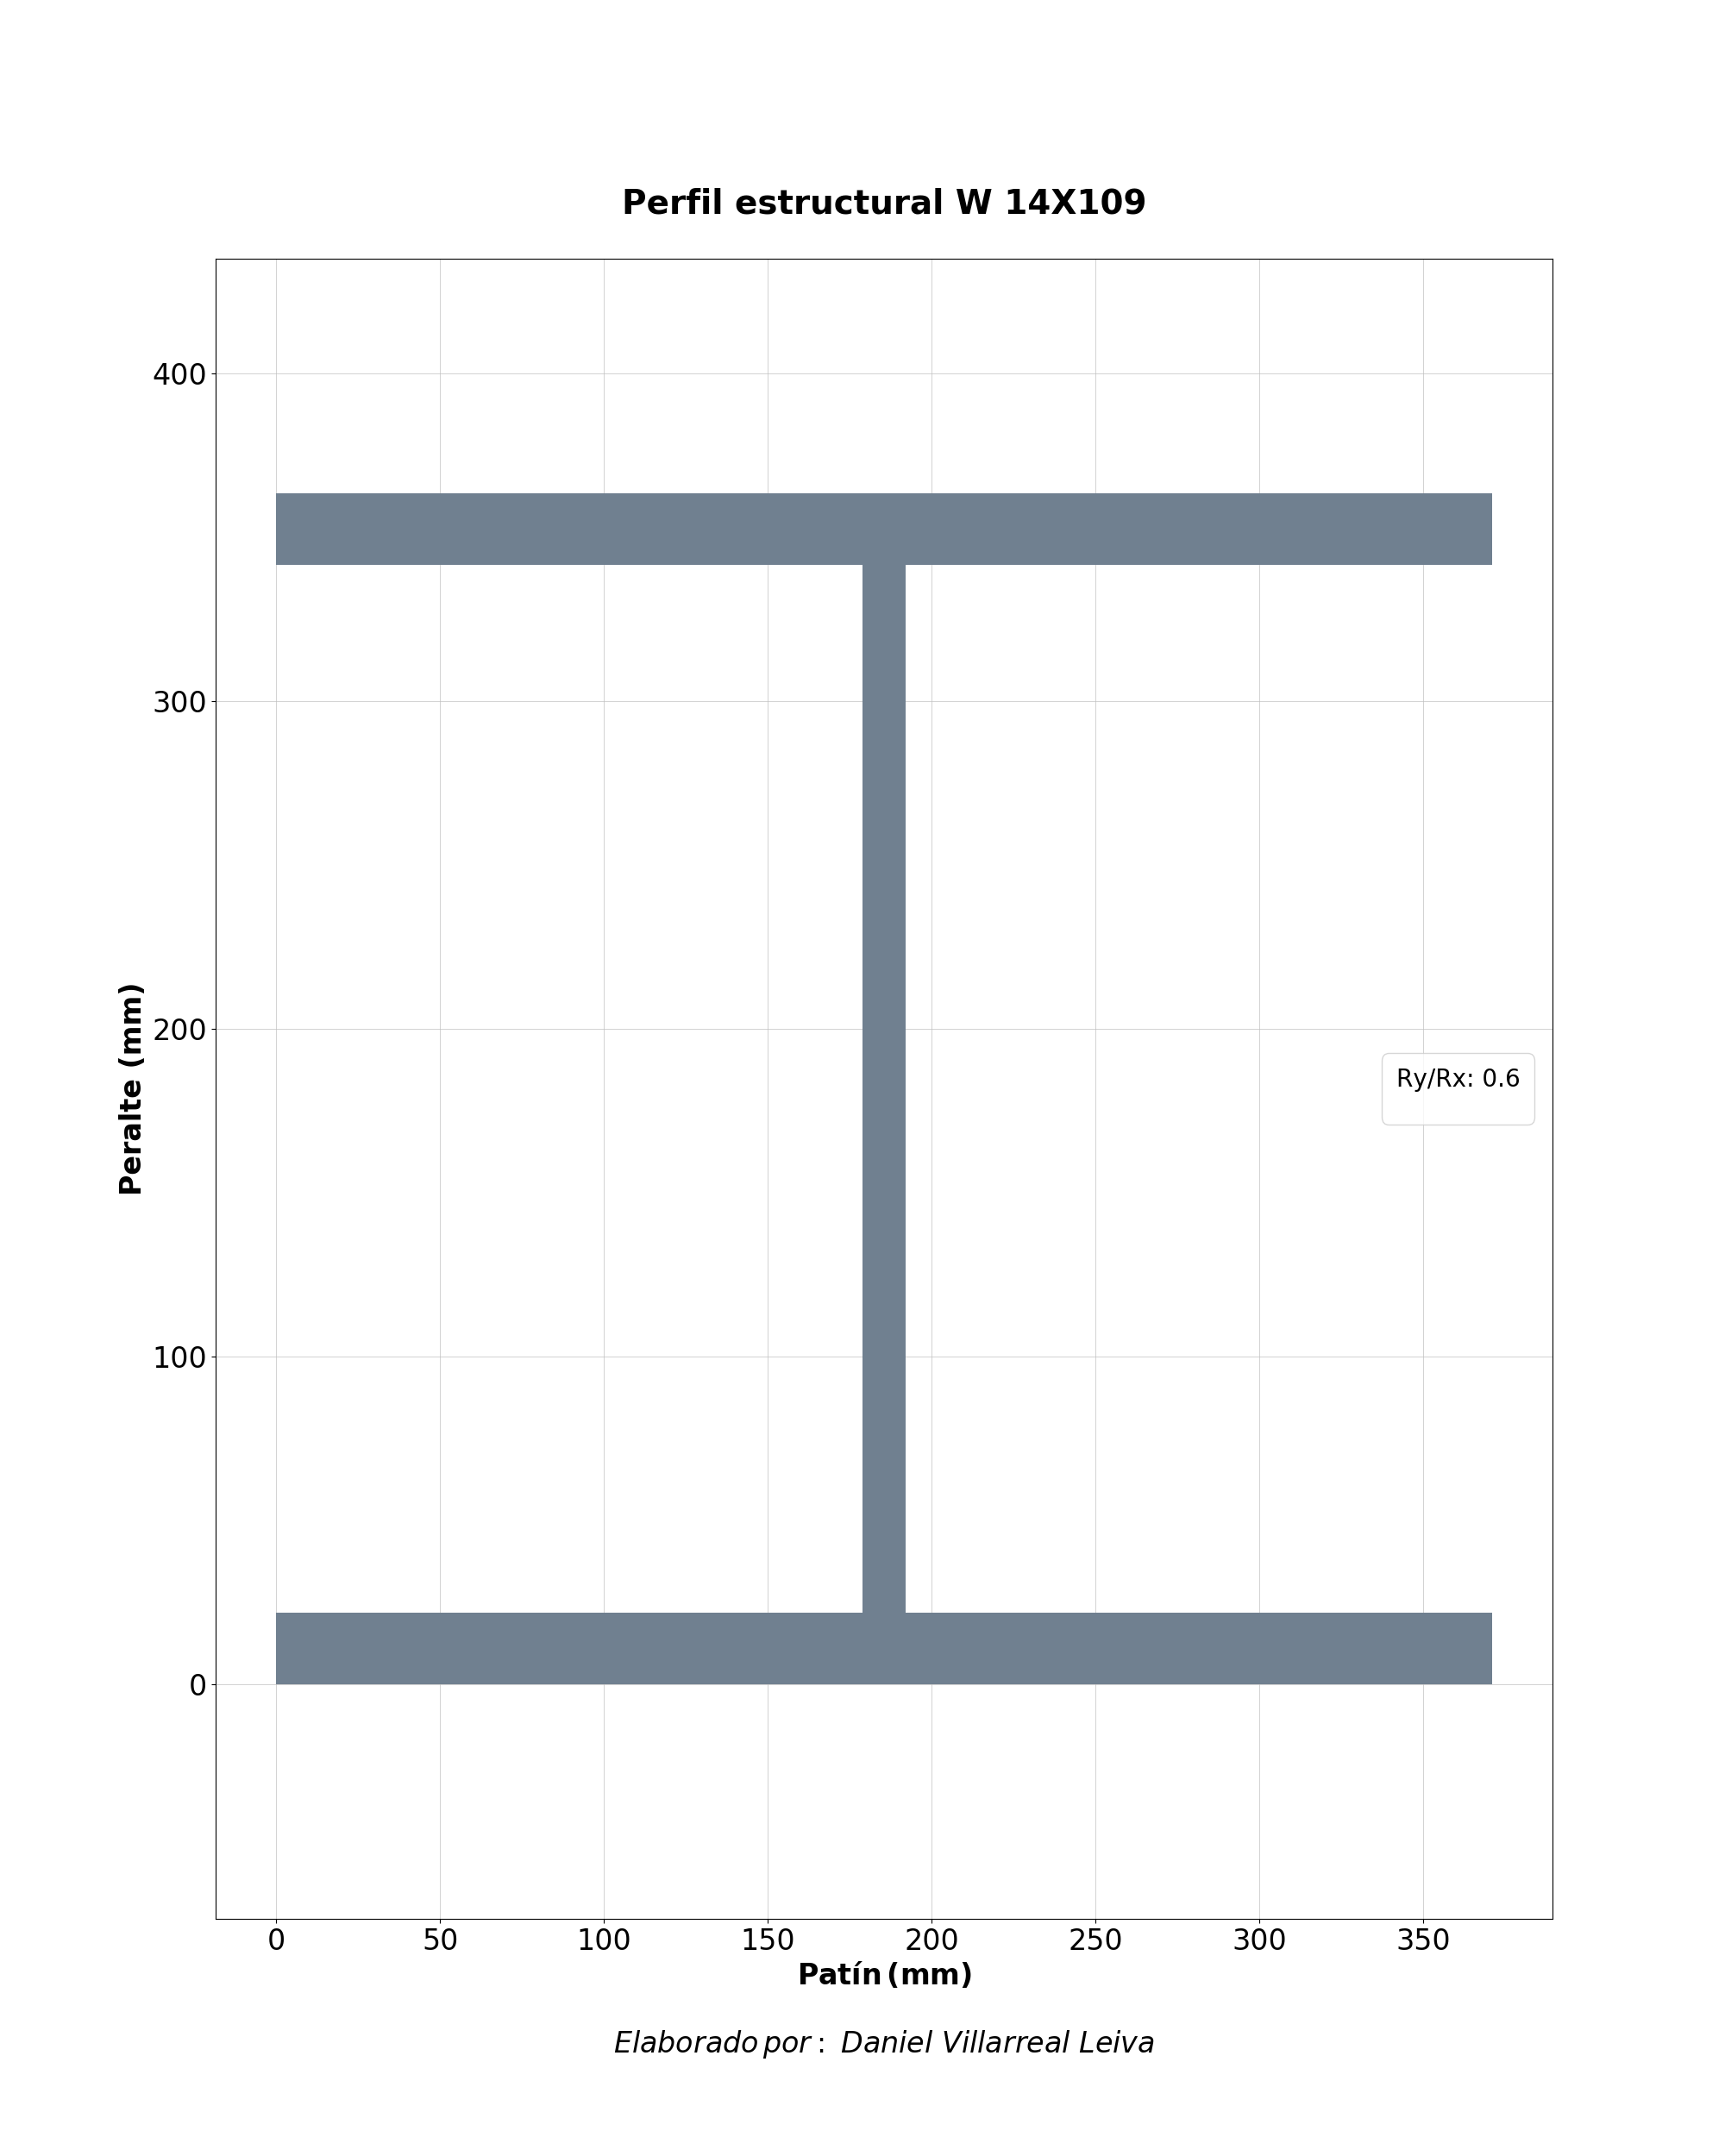 Perfil estructural W 14X109
400
300
200
100
0
Peralte (mm)
Ry/Rx: 0.6
0 50 100 150 200 250 300 350
Patín (mm)
Elaborado por: Daniel Villarreal Leiva